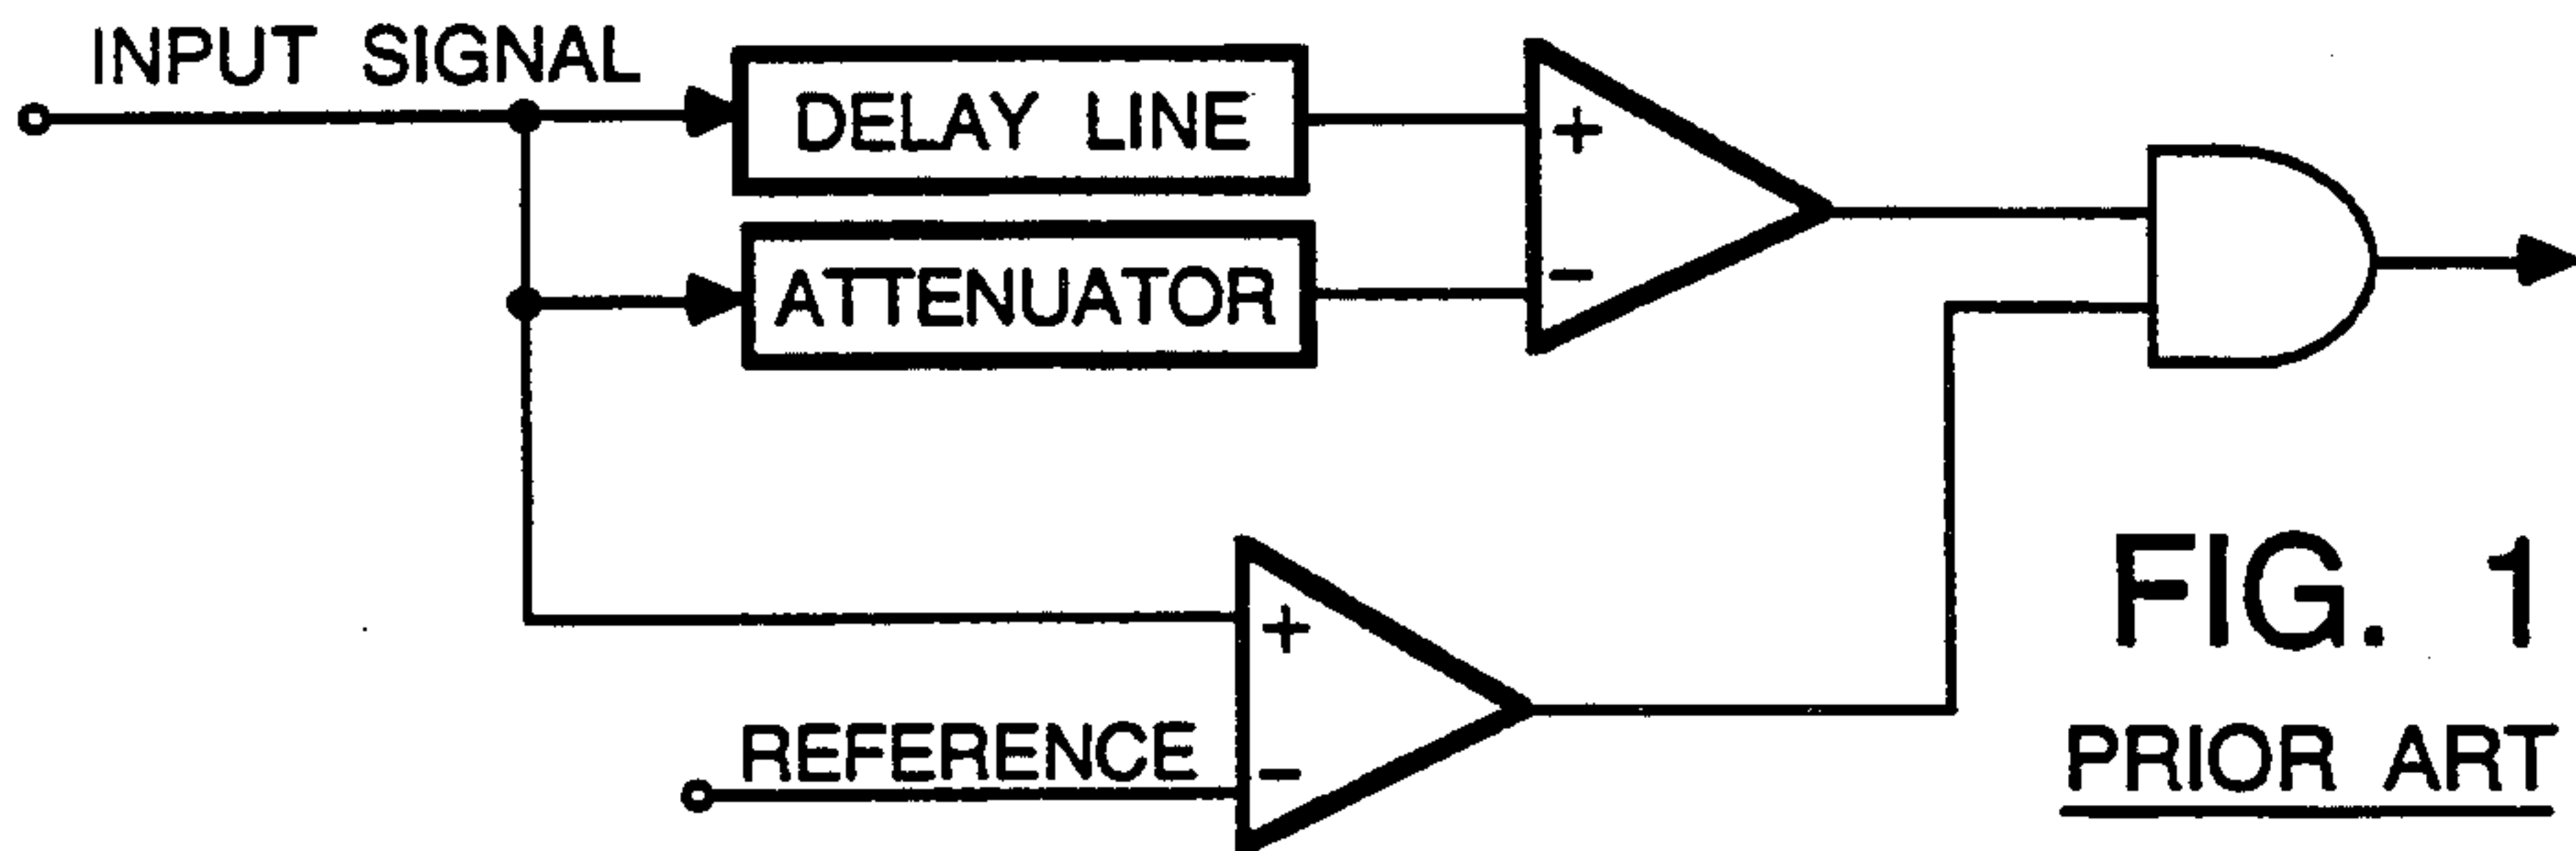 INPUT SIGNAL
DELAY LINE
+
-
ATTENUATOR
+
-
REFERENCE
FIG. 1
PRIOR ART